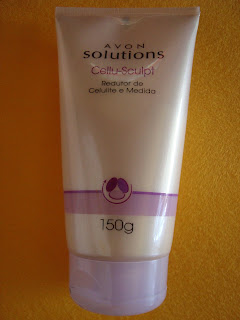 AVON
solutions
Cellu-Sculpt
Redutor de
Celulite e Medida
150g